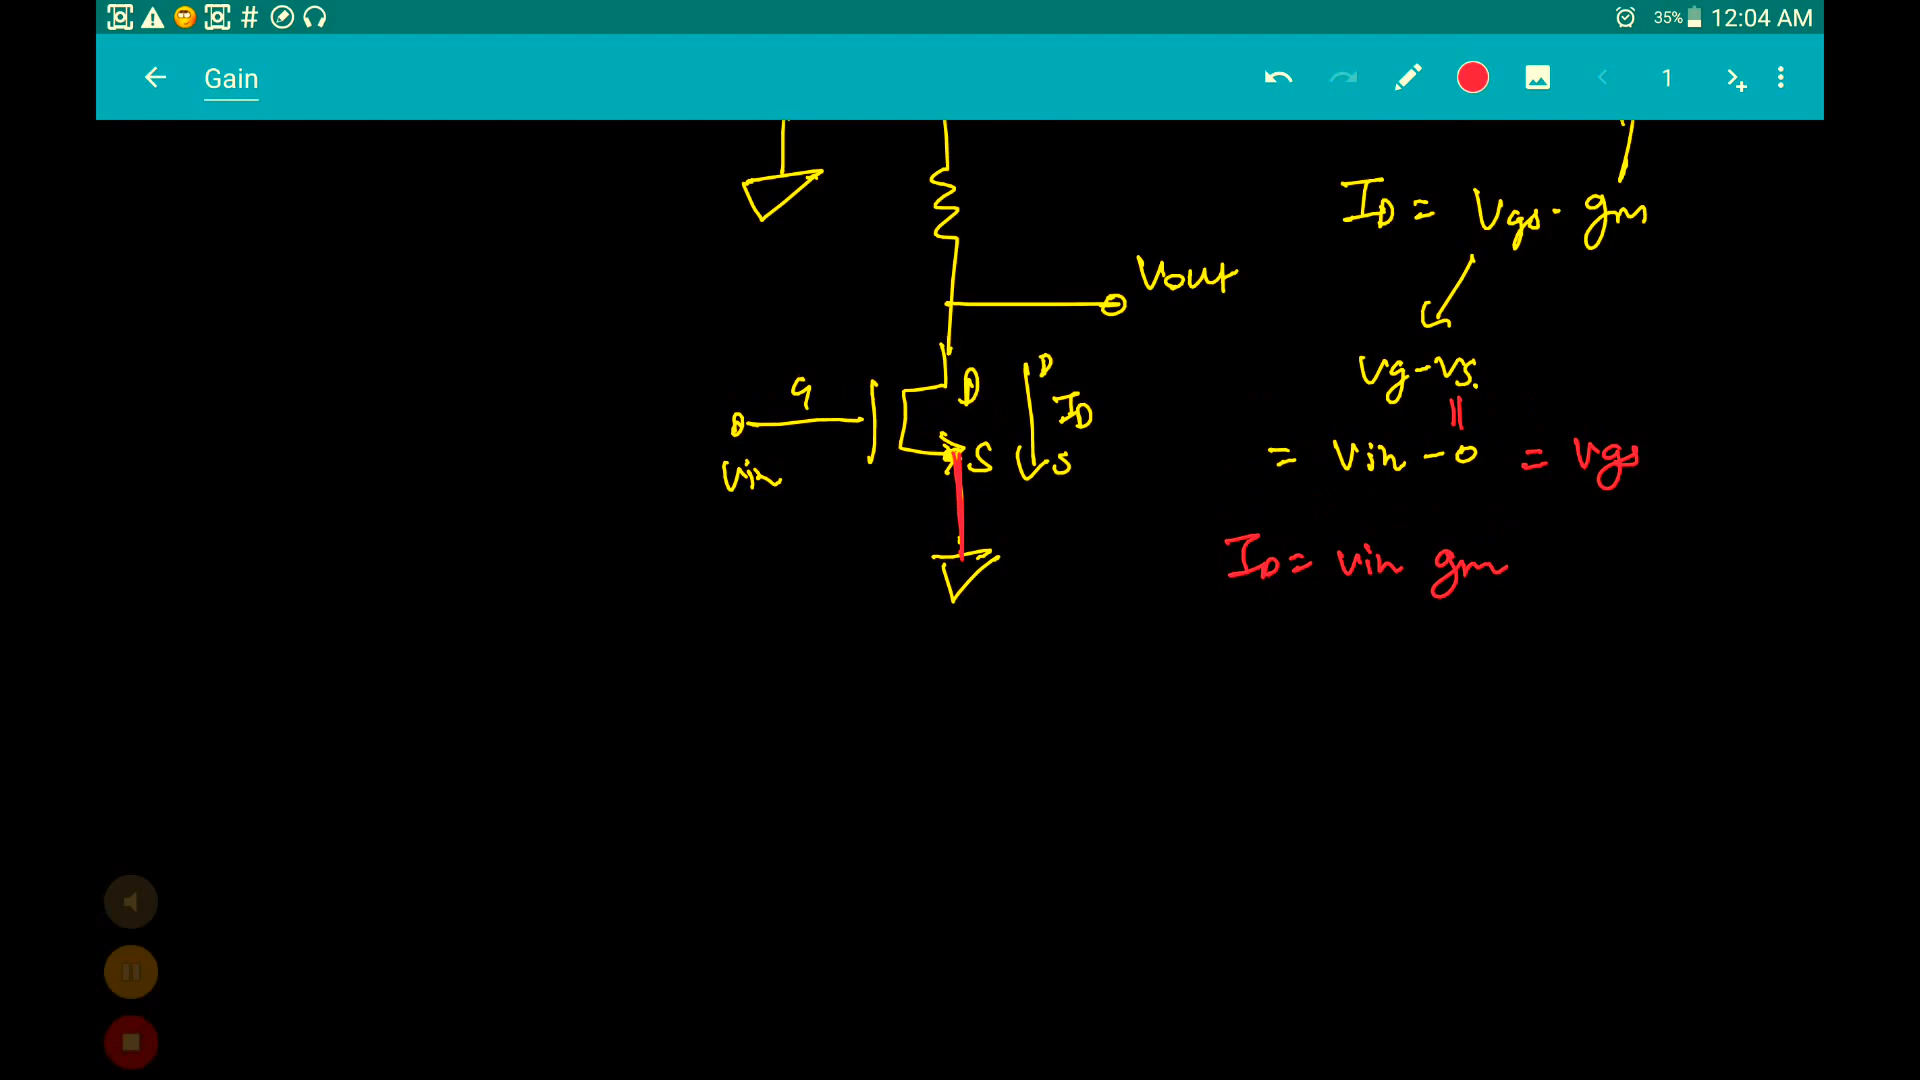 35% 12:04 AM
Gain 1
ID = Vgs · gm
Vout
Vg - Vs.
D
D
ID
G
S
S
Vin
= Vin - 0 = Vgs
ID = Vin gm